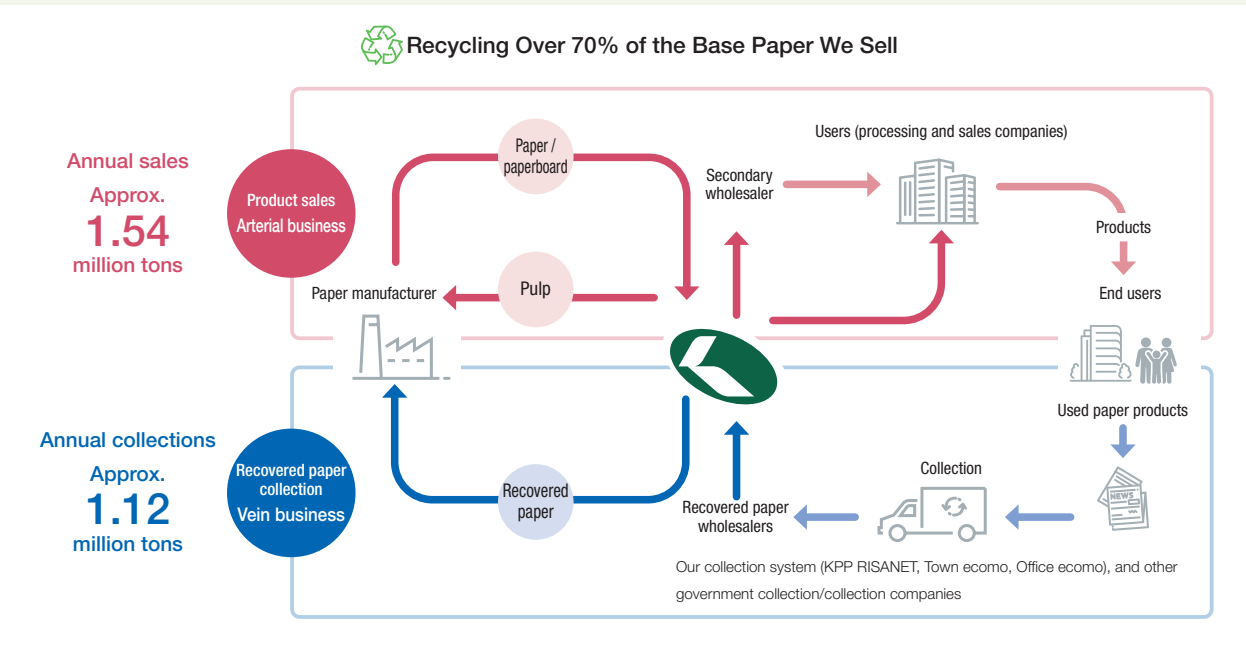 Recycling Over 70% of the Base Paper We Sell
Annual sales
Approx.
1.54
million tons
Product sales
Arterial business
Paper /
paperboard
Pulp
Paper manufacturer
Secondary
wholesaler
Users (processing and sales companies)
Products
End users
Annual collections
Approx.
1.12
million tons
Recovered paper
collection
Vein business
Recovered
paper
Recovered paper
wholesalers
Collection
Used paper products
NEWS
Our collection system (KPP RISANET, Town ecomo, Office ecomo), and other
government collection/collection companies